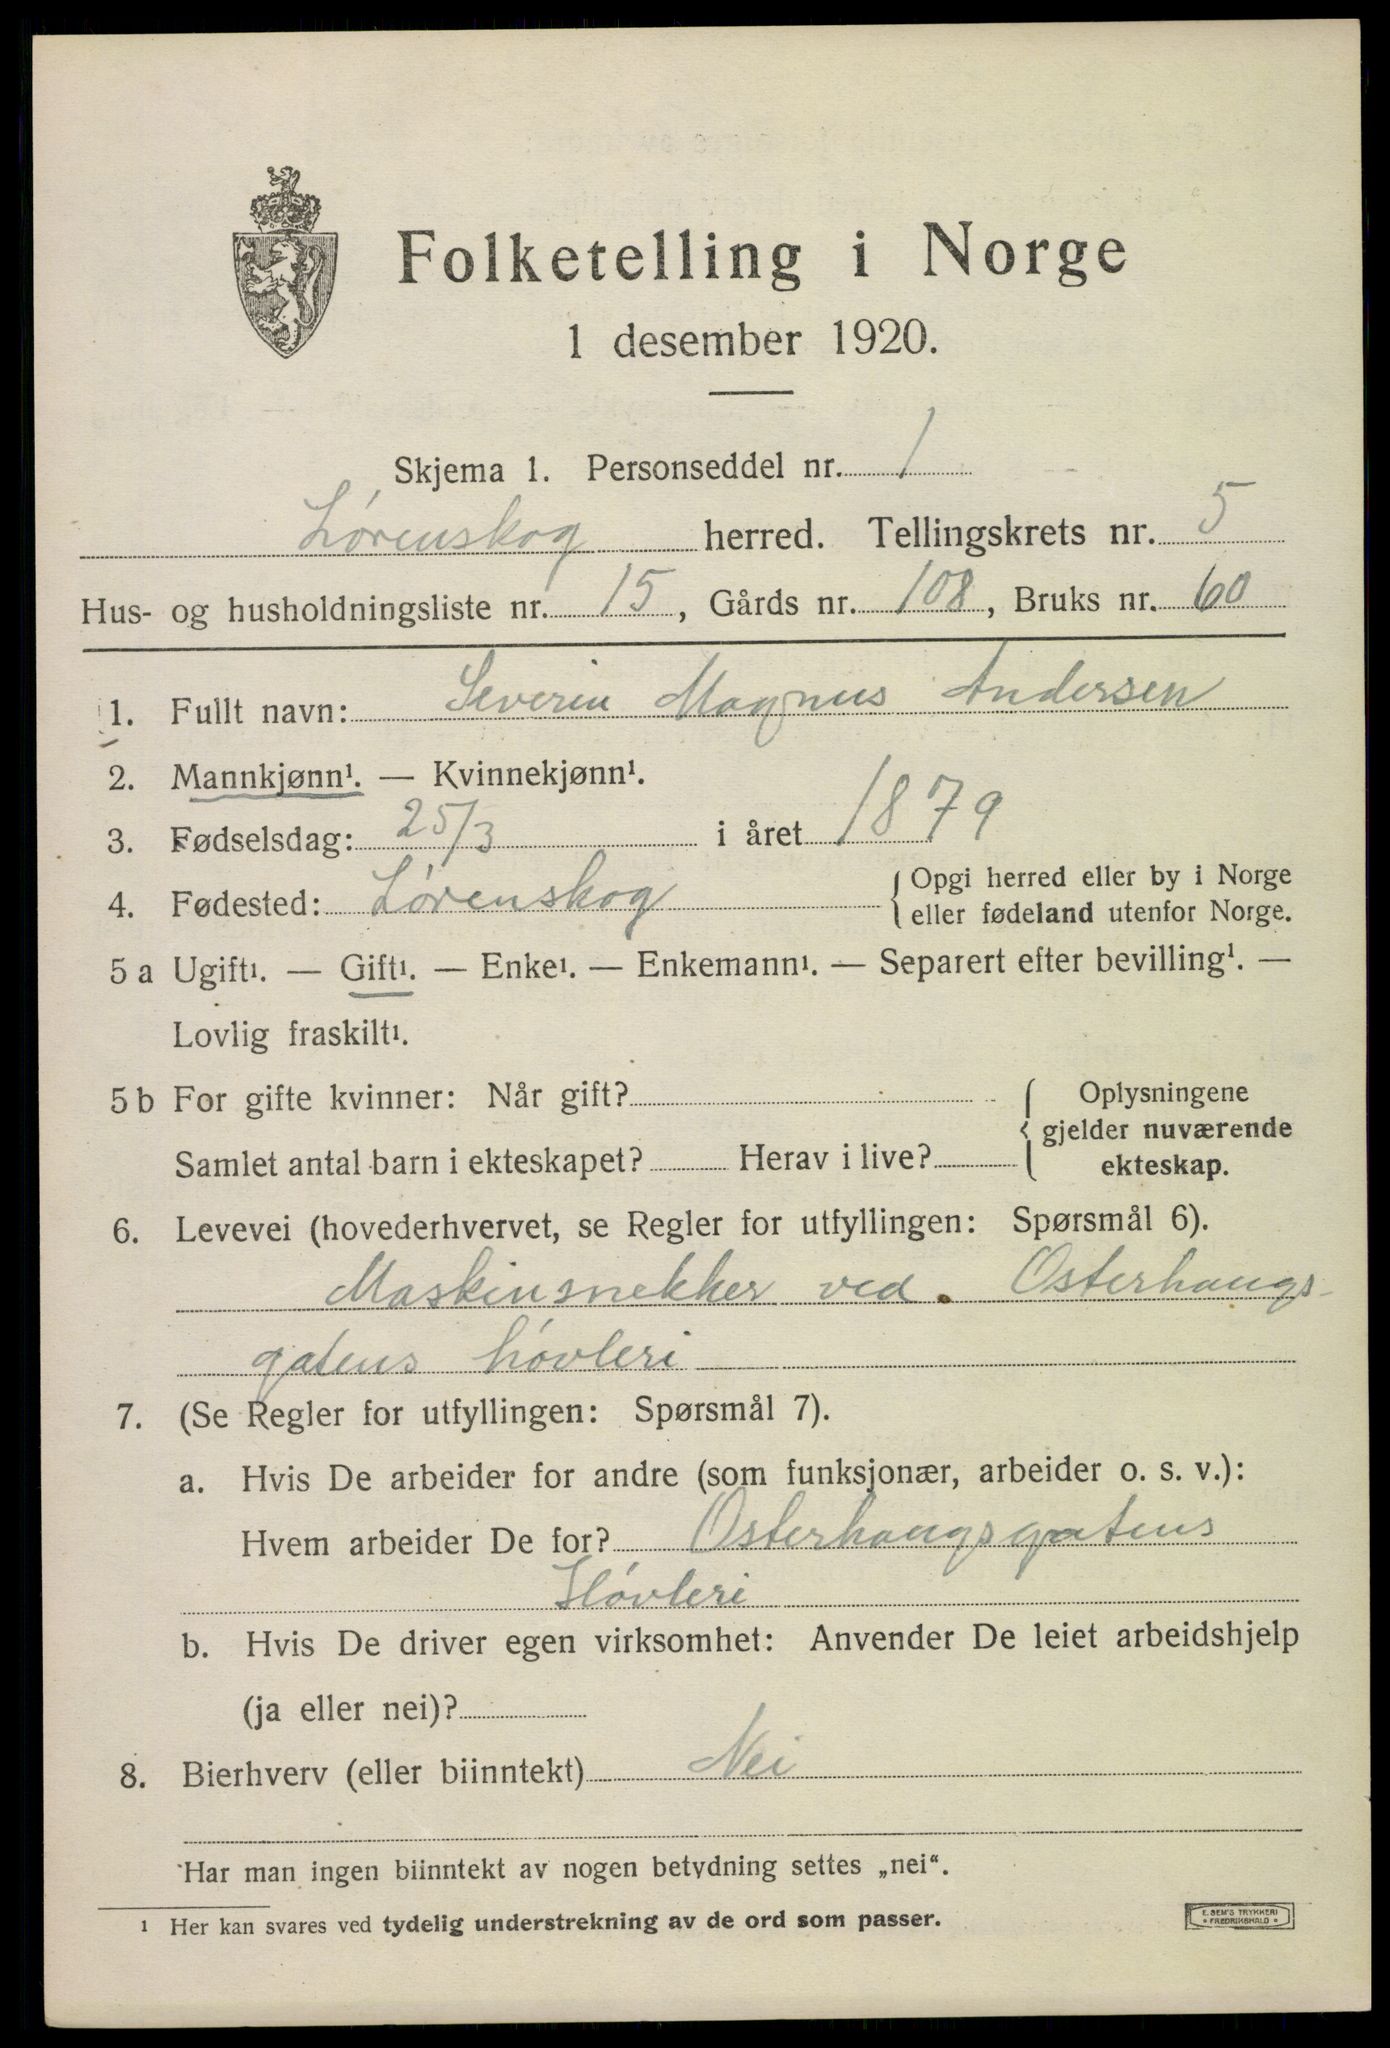 Folketelling i Norge
1 desember 1920.
Skjema 1. Personseddel nr. 1
Lørenskog herred. Tellingskrets nr. 5
Hus- og husholdningsliste nr. 15, Gårds nr. 108, Bruks nr. 60
1. Fullt navn: Severin Magnus Andersen
2. Mannkjønn¹. — Kvinnekjønn¹.
3. Fødselsdag: 25/3 i året 1879
4. Fødested: Lørenskog { Opgi herred eller by i Norge
eller fødeland utenfor Norge.
5 a Ugift¹. — Gift¹. — Enke¹. — Enkemann¹. — Separert efter bevilling¹. —
Lovlig fraskilt¹.
5 b For gifte kvinner: Når gift? { Oplysningene
gjelder nuværende
Samlet antal barn i ekteskapet? Herav i live? ekteskap.
6. Levevei (hovederhvervet, se Regler for utfyllingen: Spørsmål 6).
Maskinsnekker ved Osterhaugs-
gatens høvleri
7. (Se Regler for utfyllingen: Spørsmål 7).
a. Hvis De arbeider for andre (som funksjonær, arbeider o. s. v.):
Hvem arbeider De for? Osterhaugsgatens
Høvleri
b. Hvis De driver egen virksomhet: Anvender De leiet arbeidshjelp
(ja eller nei)?
8. Bierhverv (eller biinntekt) Nei
Har man ingen biinntekt av nogen betydning settes „nei“.
¹ Her kan svares ved tydelig understrekning av de ord som passer.
E. SEM'S TRYKKERI
• FREDRIKSHALD •